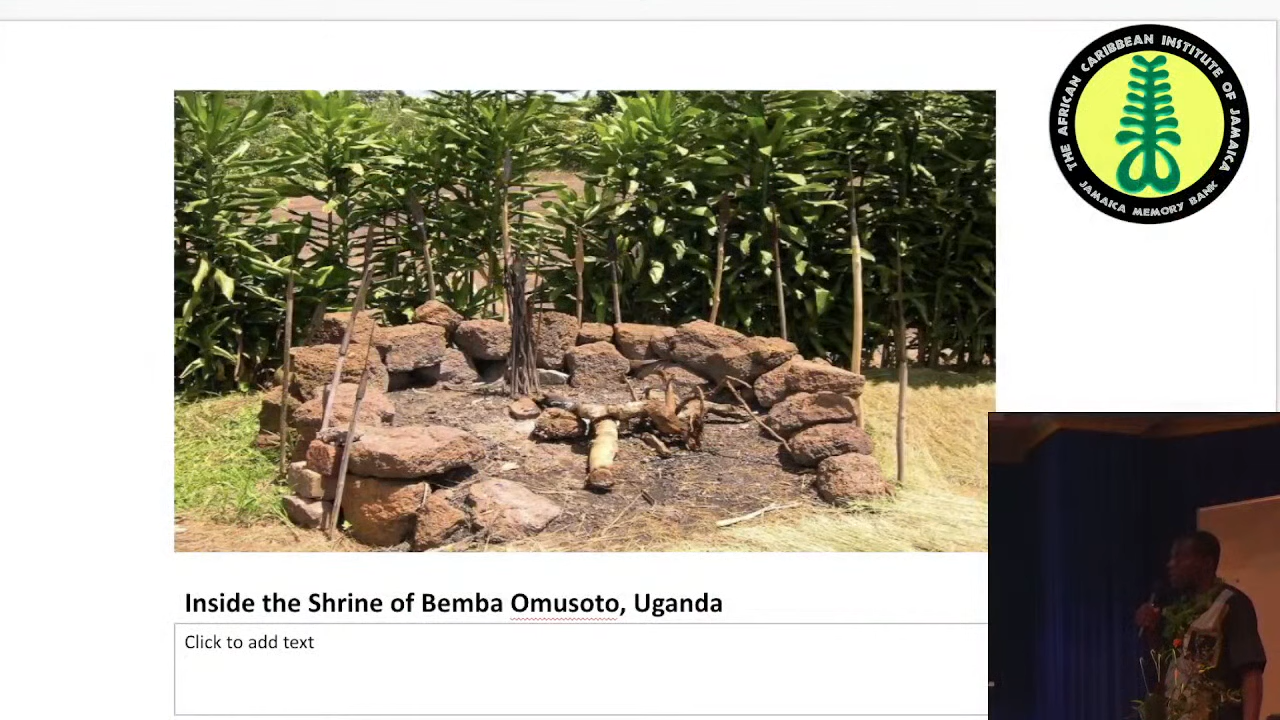 THE AFRICAN CARIBBEAN INSTITUTE OF JAMAICA
JAMAICA MEMORY BANK
Inside the Shrine of Bemba Omusoto, Uganda
Click to add text